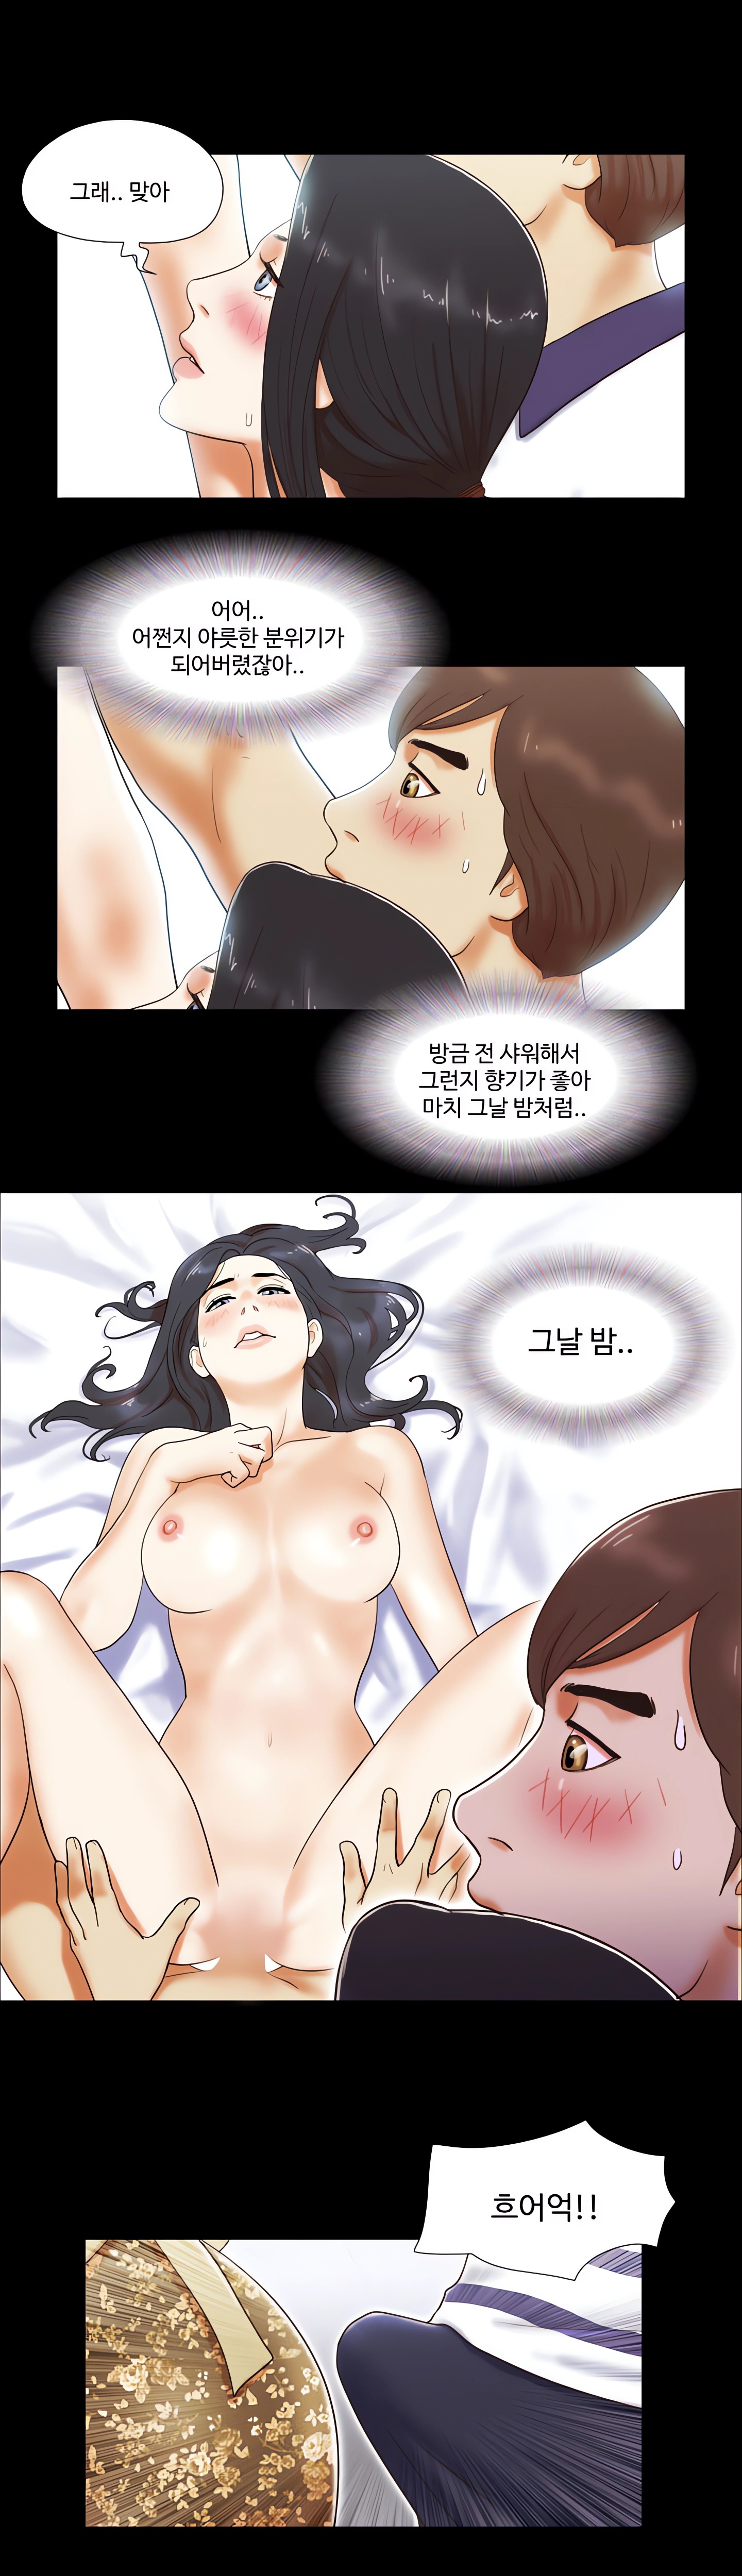 그래.. 맞아
어어..
어쩐지 야릇한 분위기가
되어버렸잖아..
방금 전 샤워해서
그런지 향기가 좋아
마치 그날 밤처럼..
그날 밤..
흐어억!!